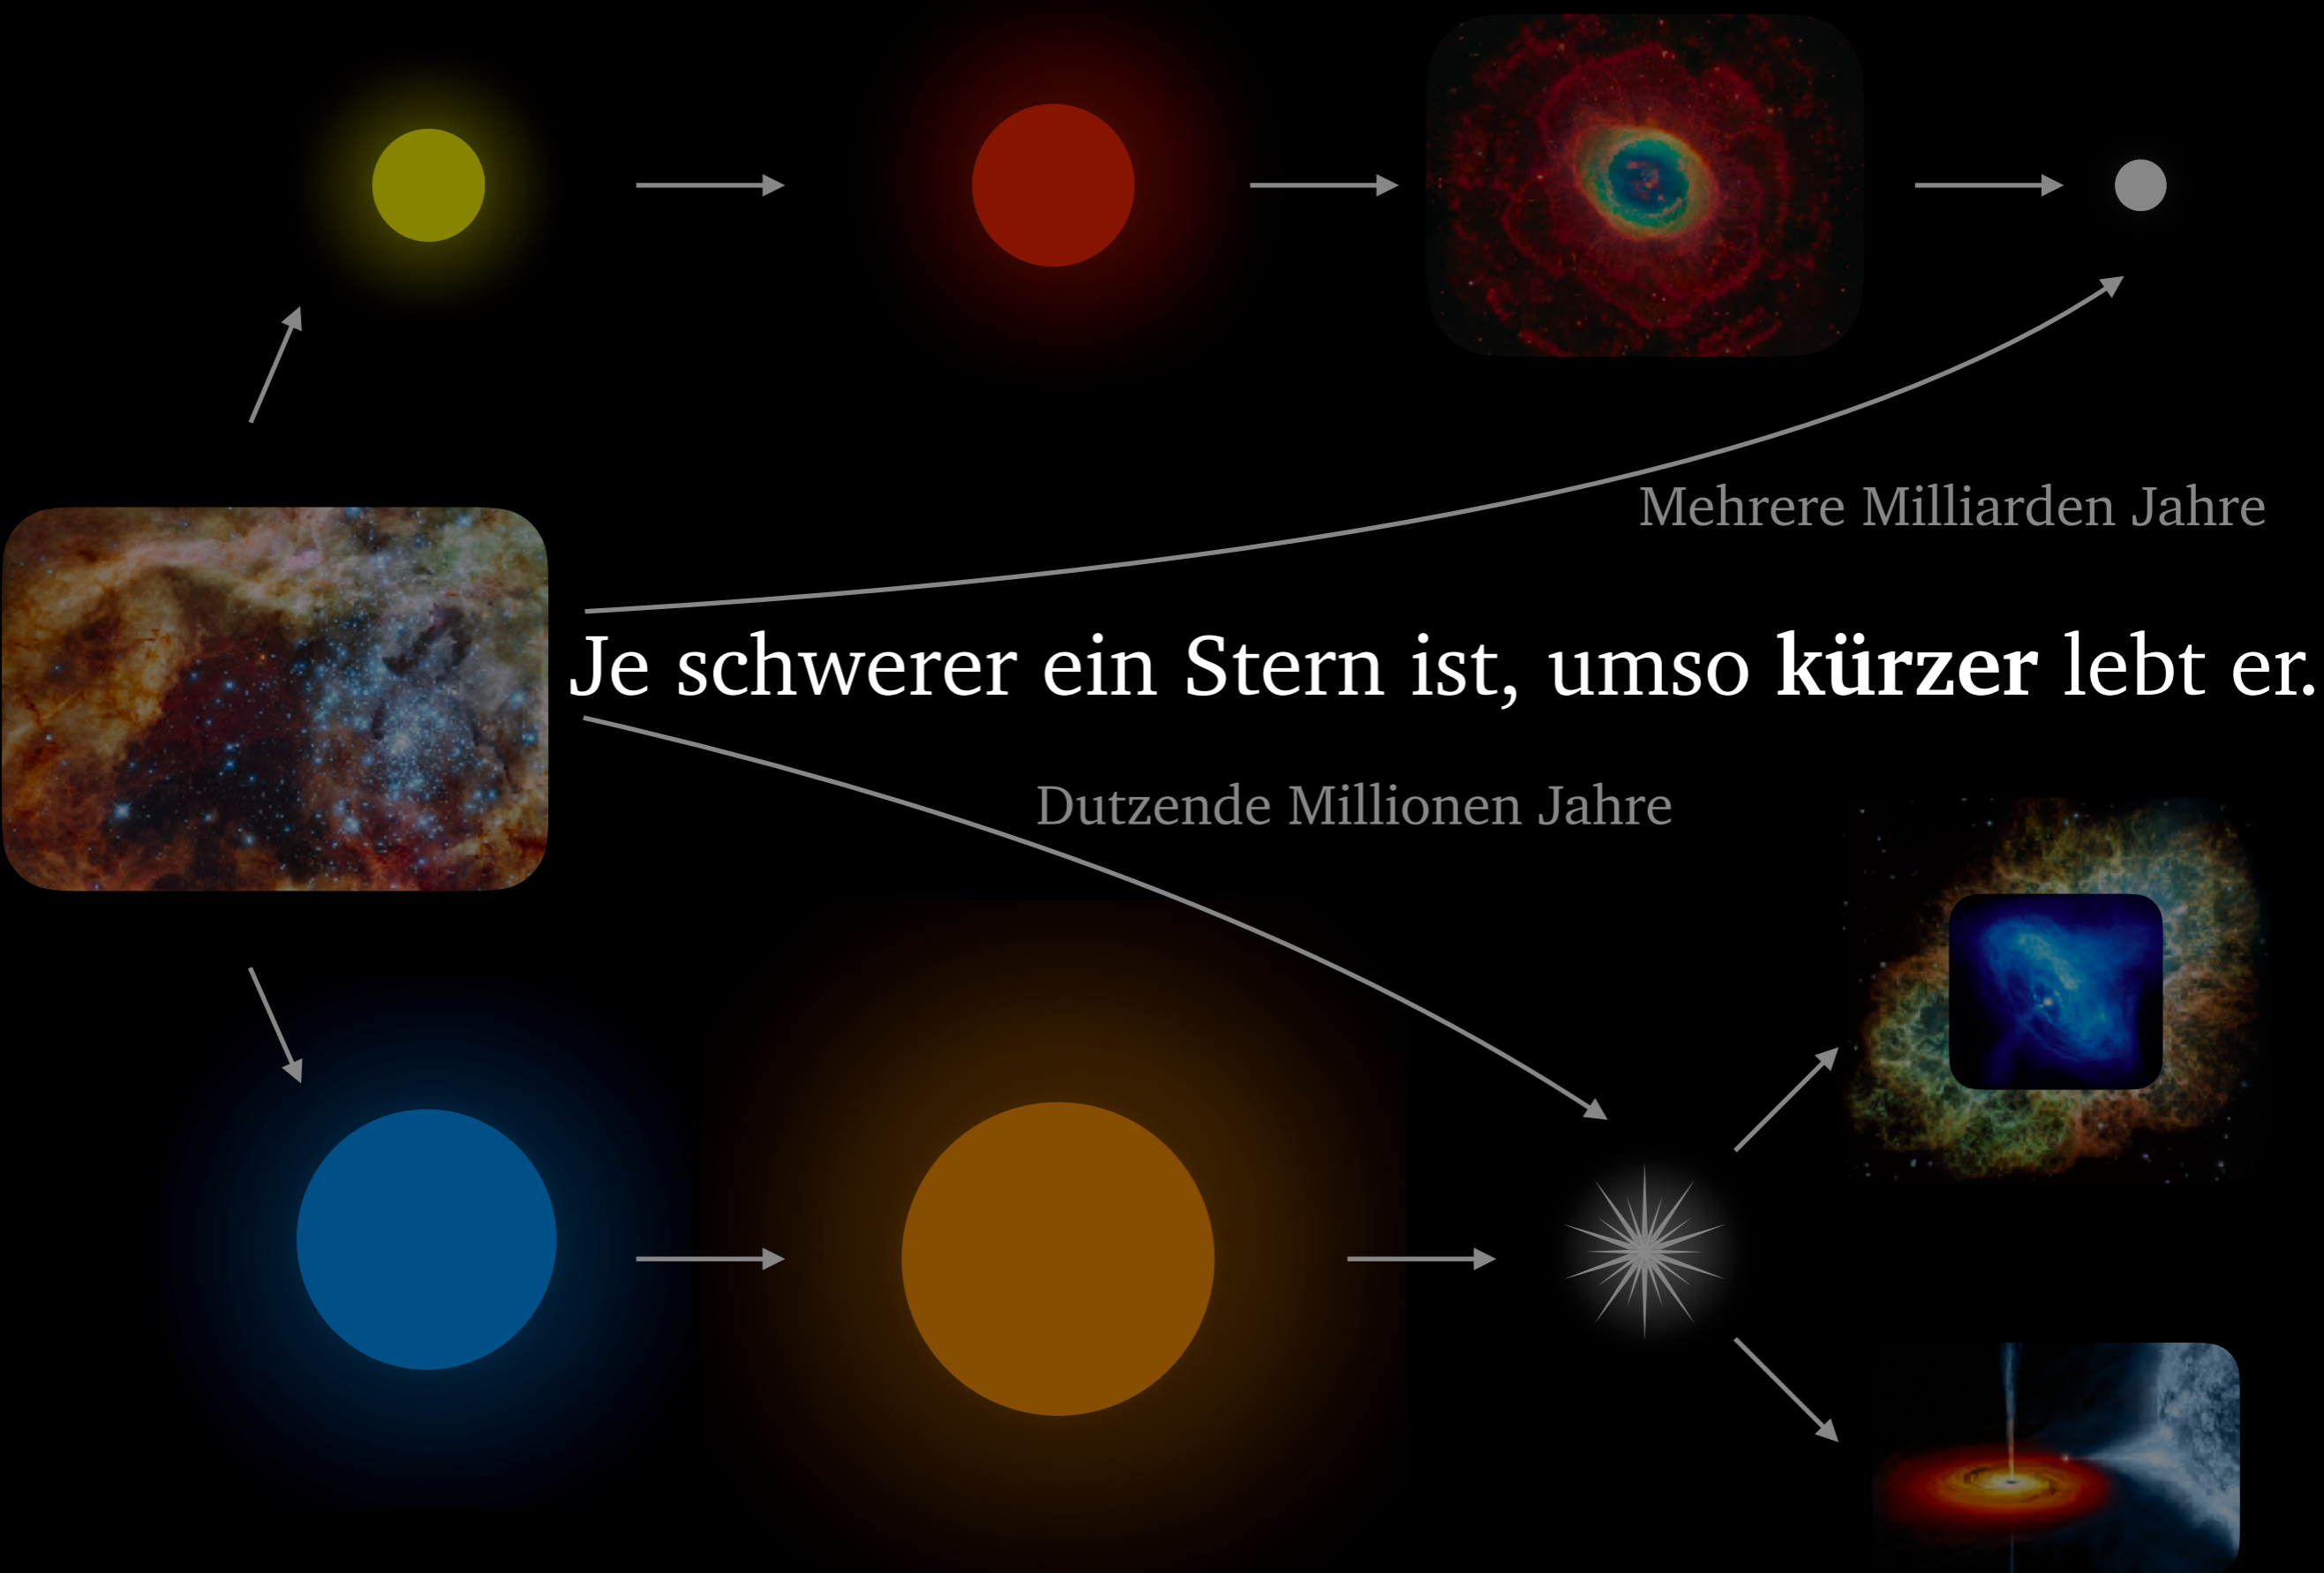 Mehrere Milliarden Jahre
Je schwerer ein Stern ist, umso kürzer lebt er.
Dutzende Millionen Jahre